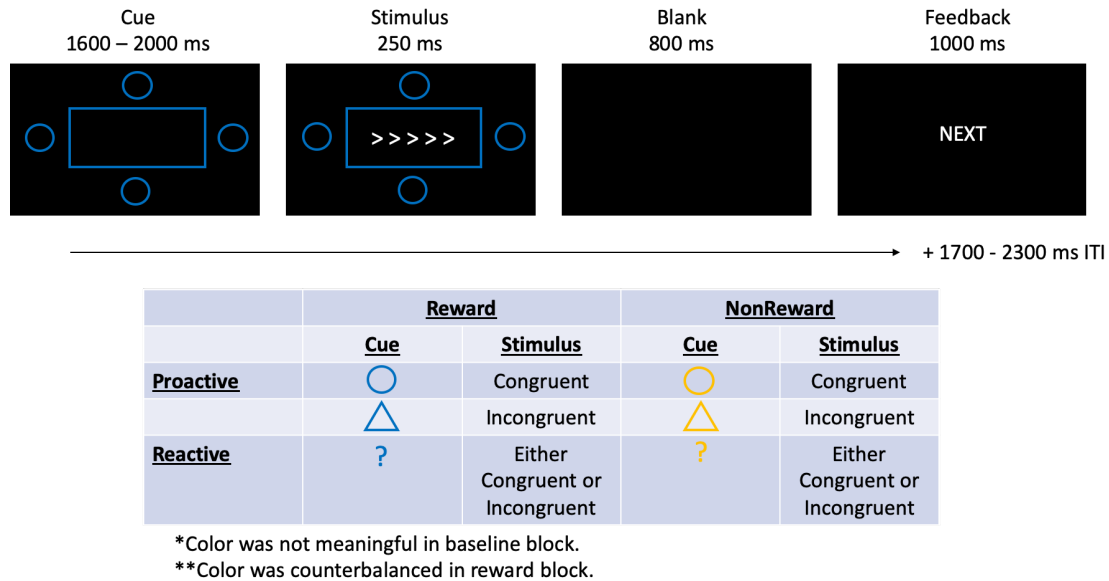 Cue Stimulus Blank Feedback
1600 – 2000 ms 250 ms 800 ms 1000 ms
> > > > > NEXT
+ 1700 - 2300 ms ITI
Reward NonReward
Cue Stimulus Cue Stimulus
Proactive Congruent Congruent
Incongruent Incongruent
Reactive ? Either ? Either
Congruent or Congruent or
Incongruent Incongruent
*Color was not meaningful in baseline block.
**Color was counterbalanced in reward block.